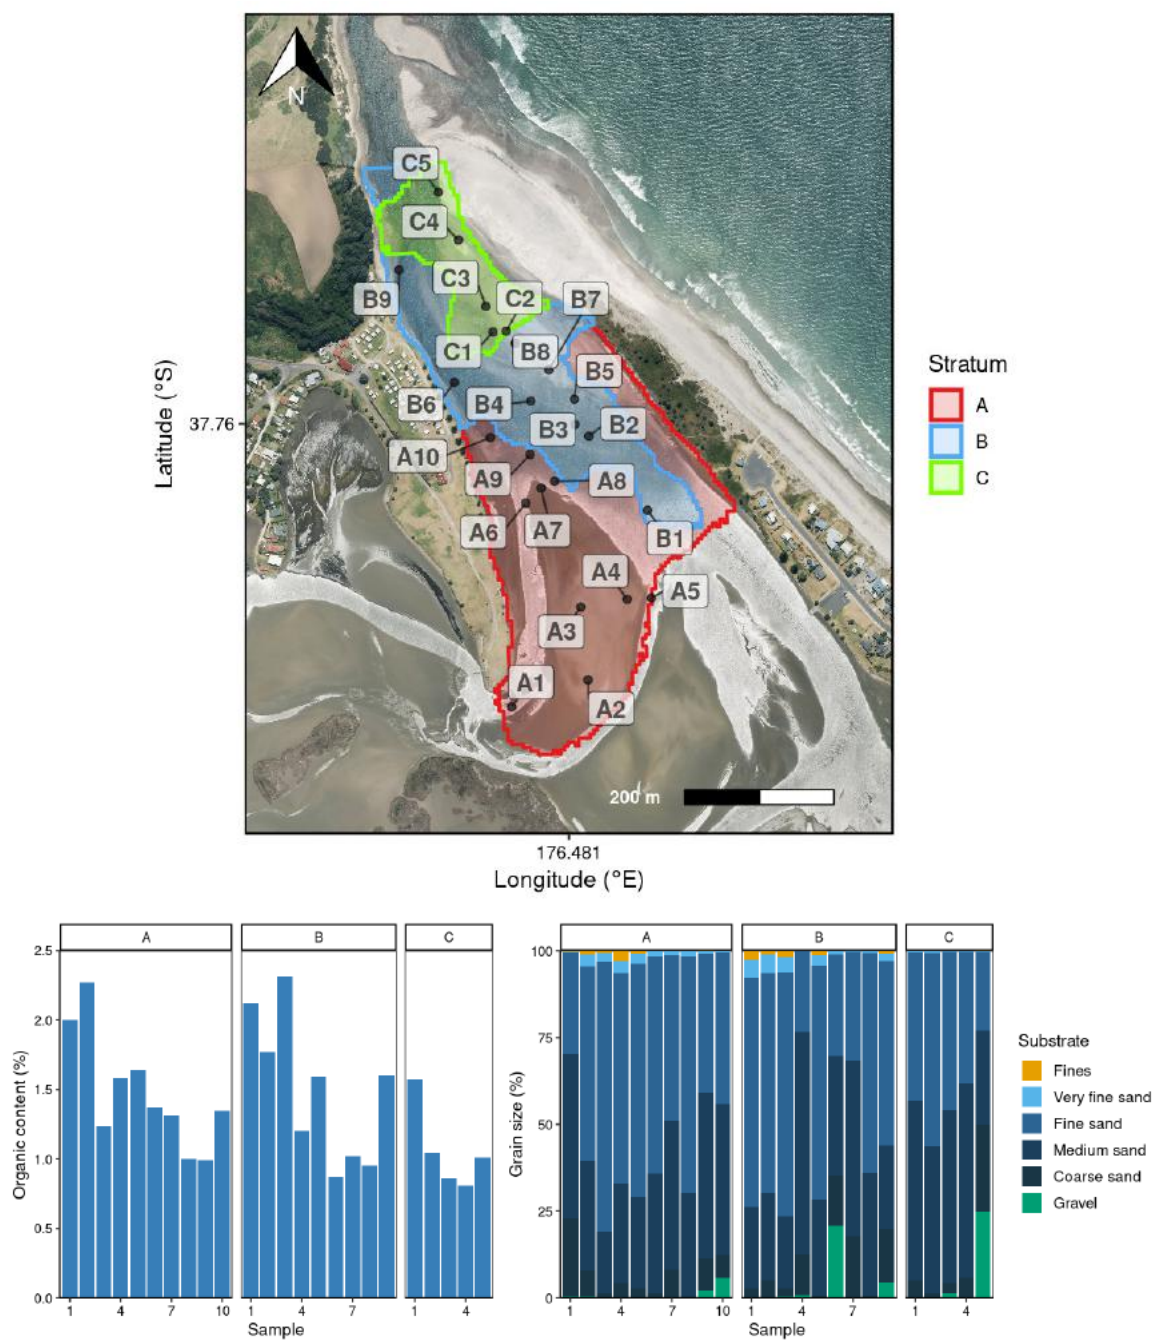 N
C5
C4
C3
C2
B7
B9
C1
B8
B5
B6
B4
B3
B2
A10
A9
A8
A6
A7
B1
A4
A5
A3
A1
A2
200 m
37.76
Latitude (°S)
176.481
Longitude (°E)
Stratum
A
B
C
A
B
C
2.5
2.0
1.5
1.0
0.5
0.0
Organic content (%)
1 4 7 10
1 4 7
1 4
Sample
A
B
C
100
75
50
25
0
Grain size (%)
1 4 7 10
1 4 7
1 4
Sample
Substrate
Fines
Very fine sand
Fine sand
Medium sand
Coarse sand
Gravel